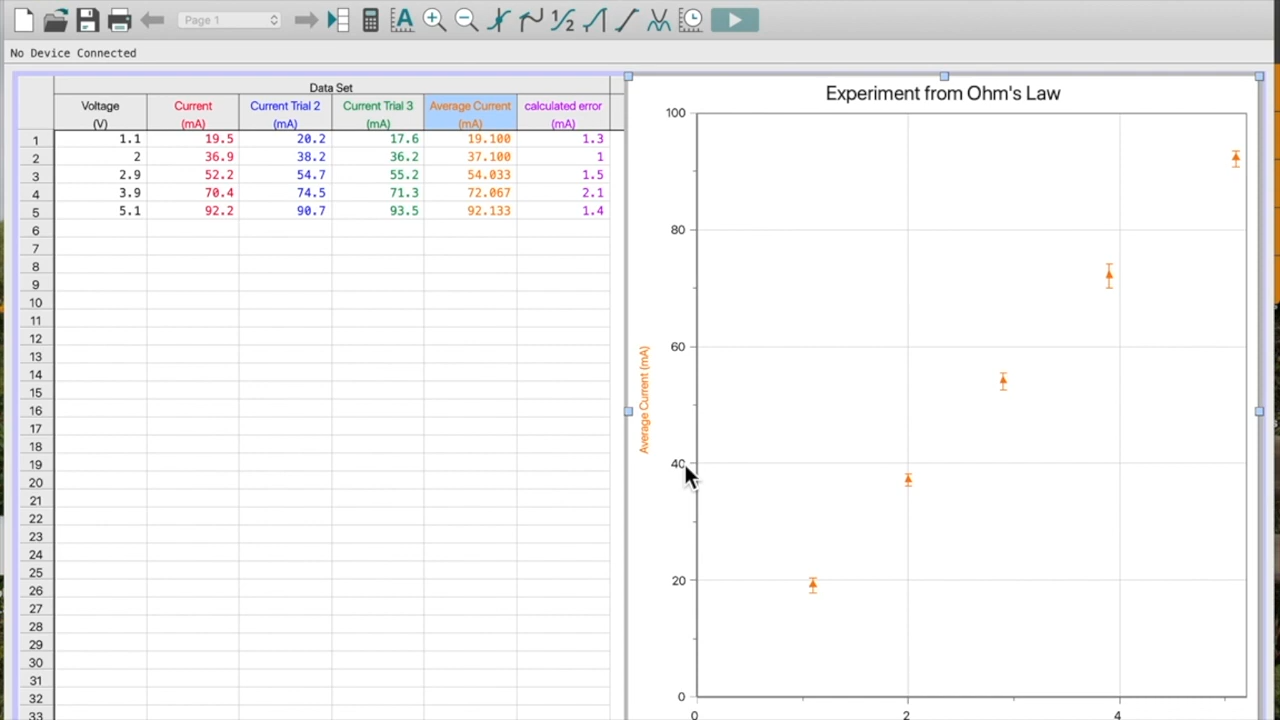 Page 1
A
1/2
No Device Connected
Data Set
Voltage Current Current Trial 2 Current Trial 3 Average Current calculated error
(V) (mA) (mA) (mA) (mA) (mA)
1 1.1 19.5 20.2 17.6 19.100 1.3
2 2 36.9 38.2 36.2 37.100 1
3 2.9 52.2 54.7 55.2 54.033 1.5
4 3.9 70.4 74.5 71.3 72.067 2.1
5 5.1 92.2 90.7 93.5 92.133 1.4
6
7
8
9
10
11
12
13
14
15
16
17
18
19
20
21
22
23
24
25
26
27
28
29
30
31
32
33
Experiment from Ohm's Law
100
80
60
40
20
0
Average Current (mA)
0 2 4